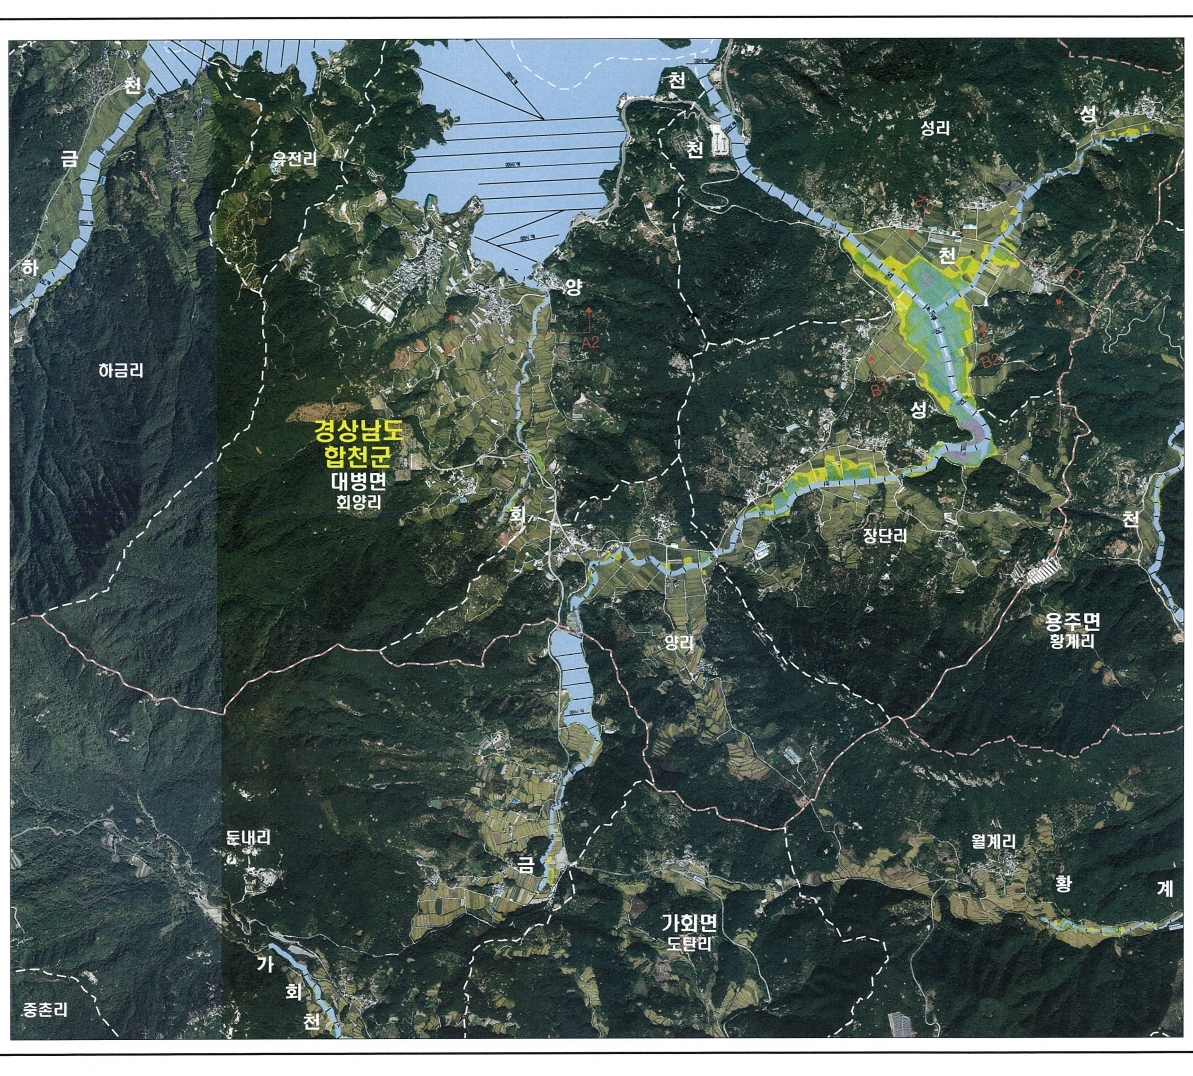 천
천
성
성리
천
금
유전리
천
하
양
하금리
A2
B2
B1
경상남도
합천군
대병면
회양리
성
회
장단리
천
양리
용주면
황계리
둔내리
월계리
금
황
계
가회면
도탄리
가
회
천
중촌리